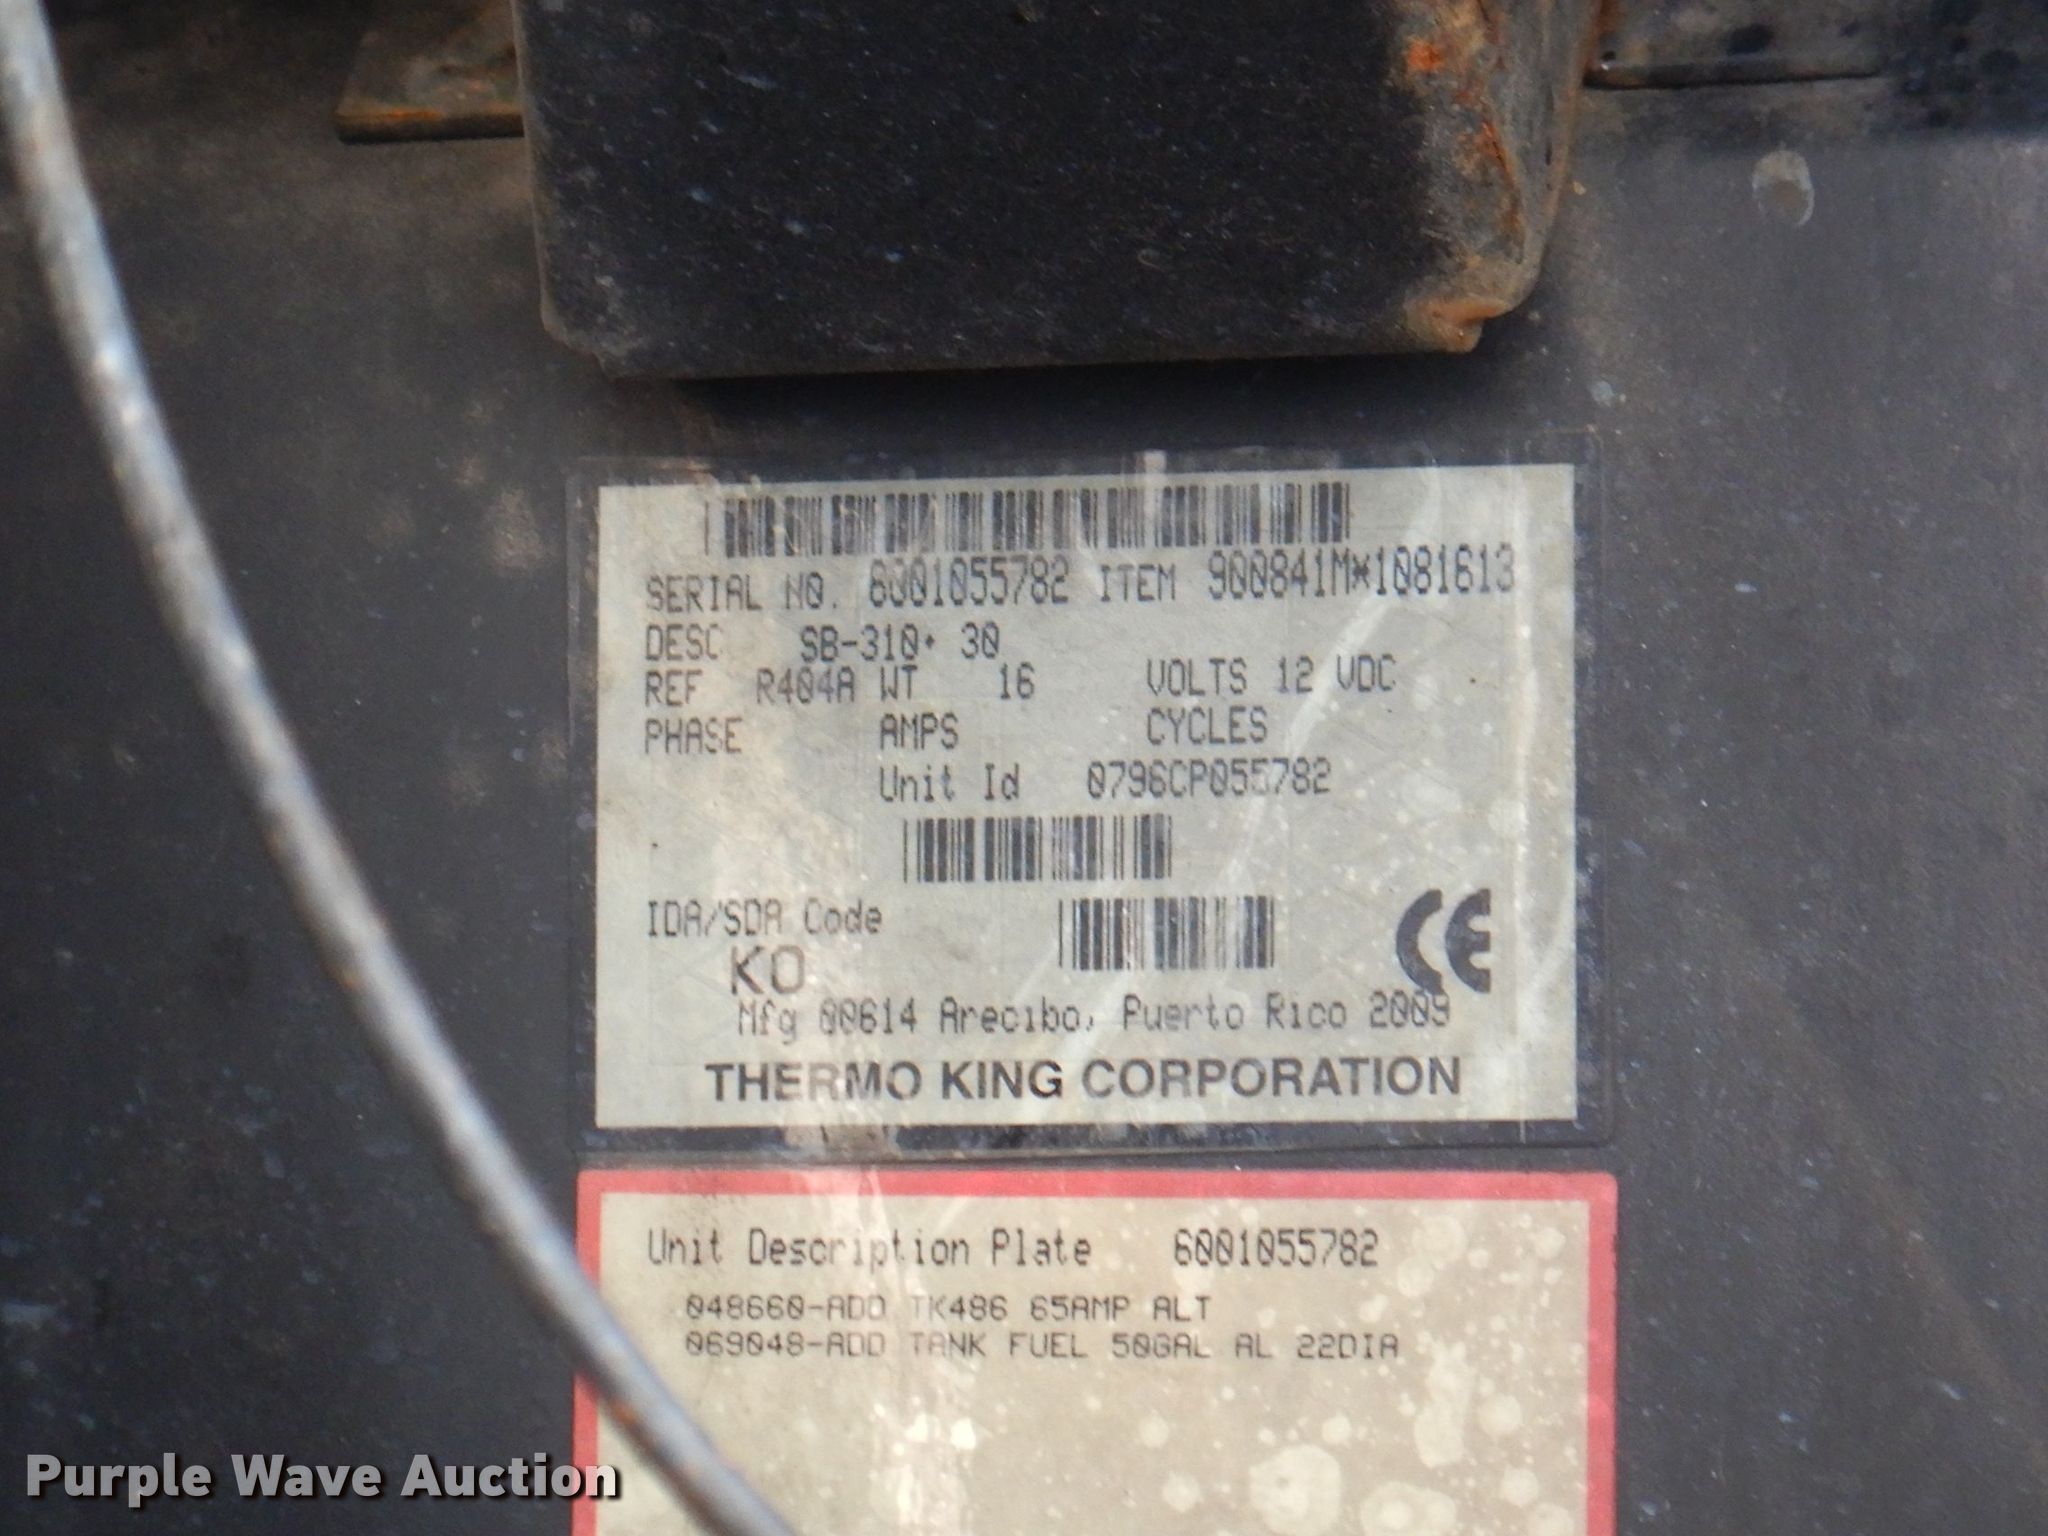 SERIAL NO. 6001055782 ITEM 900841M*1081613
DESC SB-310+ 30
REF R404A WT 16 VOLTS 12 VDC
PHASE AMPS CYCLES
Unit Id 0796CP055782
IDA/SDA Code
KO
CE
Mfg 00614 Arecibo, Puerto Rico 2009
THERMO KING CORPORATION
Unit Description Plate 6001055782
048660-ADD TK486 65AMP ALT
069048-ADD TANK FUEL 50GAL AL 22DIA
Purple Wave Auction